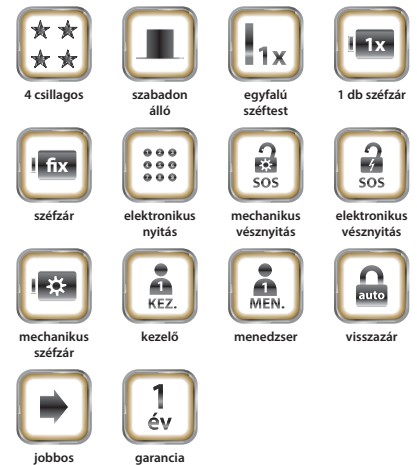 1x
1x
4 csillagos
szabadon
álló
egyfalú
széftest
1 db széfzár
fix
SOS
SOS
széfzár
elektronikus
nyitás
mechanikus
vésznyitás
elektronikus
vésznyitás
1
KEZ.
1
MEN.
auto
mechanikus
széfzár
kezelő
menedzser
visszazár
1
év
jobbos
garancia